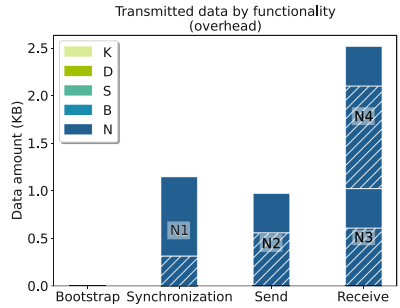 Transmitted data by functionality
(overhead)
Data amount (KB)
2.5
2.0
1.5
1.0
0.5
0.0
K
D
S
B
N
N1
N2
N4
N3
Bootstrap Synchronization Send Receive